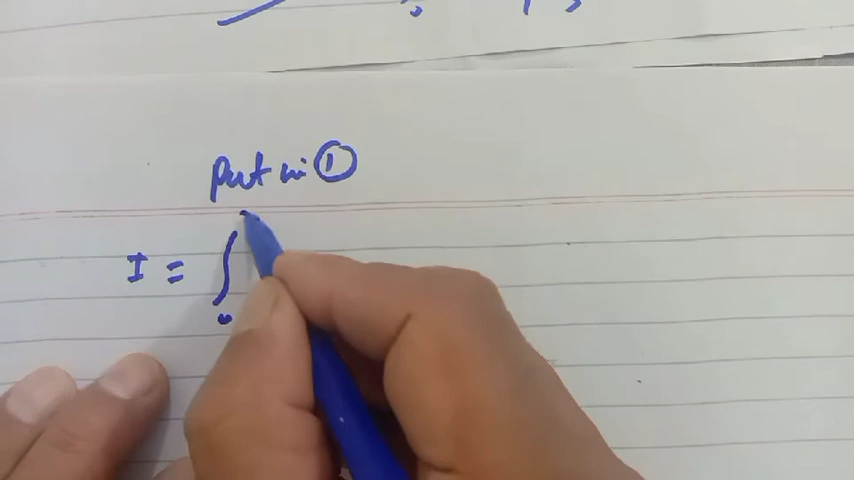 Put in ①
I = ∫